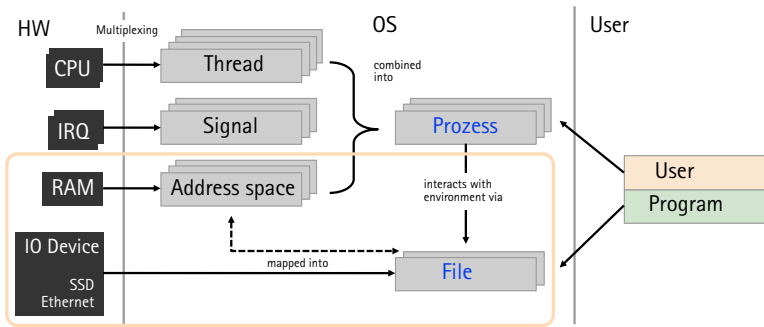 HW
Multiplexing
OS
User
CPU
Thread
combined
into
IRQ
Signal
Prozess
RAM
Address space
interacts with
environment via
User
Program
IO Device
SSD
Ethernet
mapped into
File